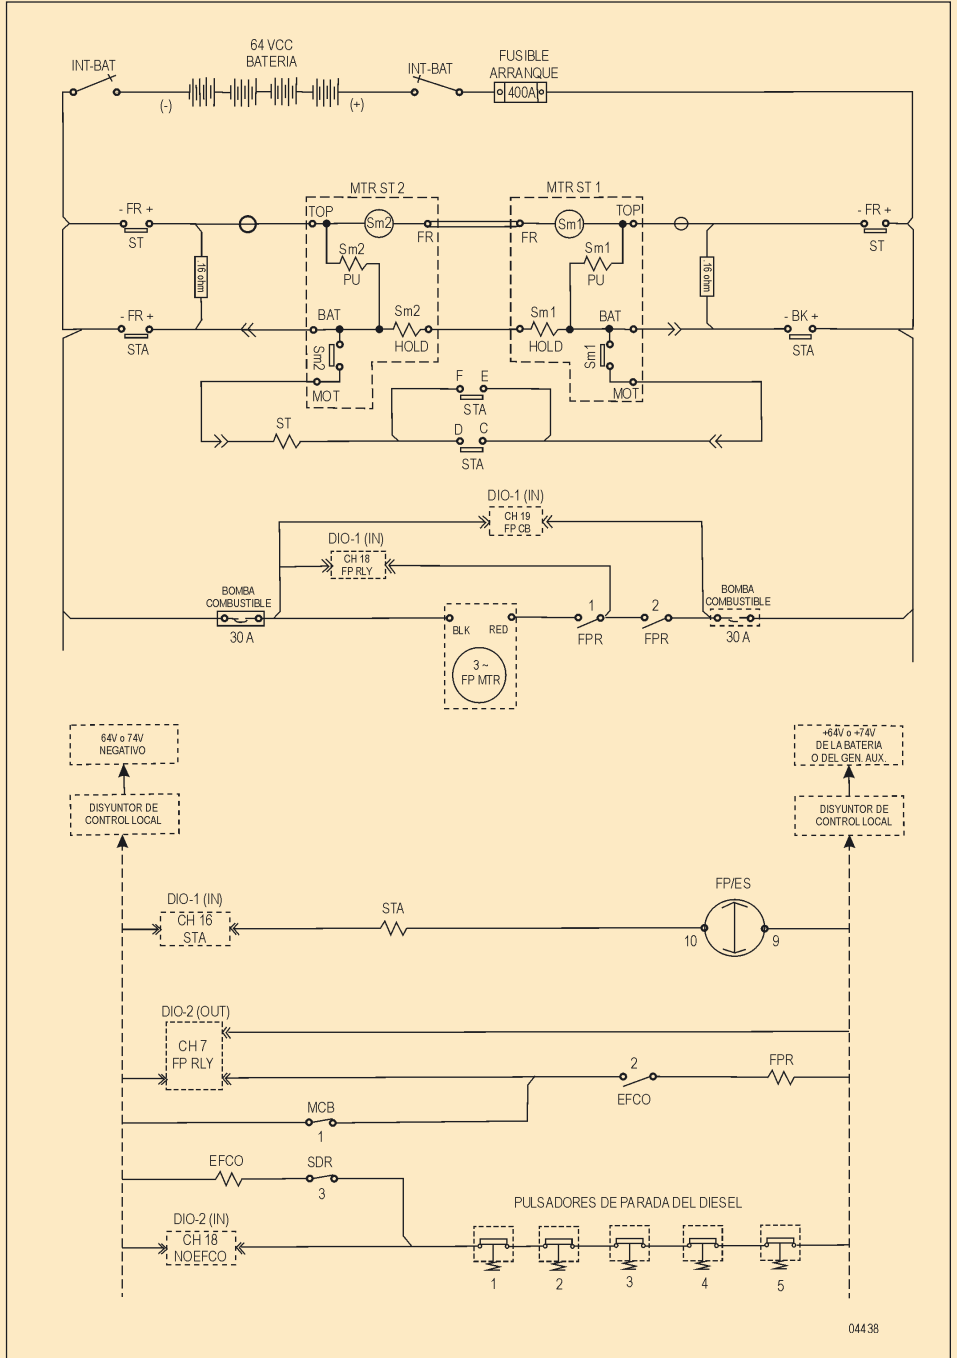 64 VCC
BATERIA
INT-BAT
(-)
(+)
INT-BAT
FUSIBLE
ARRANQUE
400A
MTR ST 2
MTR ST 1
- FR +
ST
TOP
Sm2
FR
FR
Sm1
TOP
- FR +
ST
.16 ohm
Sm2
PU
Sm1
PU
.16 ohm
- FR +
STA
BAT
Sm2
HOLD
Sm1
HOLD
BAT
- BK +
STA
Sm2
Sm1
MOT
MOT
F E
STA
ST
D C
STA
DIO-1 (IN)
CH 19
FP CB
DIO-1 (IN)
CH 18
FP RLY
BOMBA
COMBUSTIBLE
30 A
BLK
RED
3 ~
FP MTR
1
FPR
2
FPR
BOMBA
COMBUSTIBLE
30 A
64V o 74V
NEGATIVO
+64V o +74V
DE LA BATERIA
O DEL GEN. AUX.
DISYUNTOR DE
CONTROL LOCAL
DISYUNTOR DE
CONTROL LOCAL
DIO-1 (IN)
CH 16
STA
STA
FP/ES
10
9
DIO-2 (OUT)
CH 7
FP RLY
2
EFCO
FPR
MCB
1
EFCO
SDR
3
PULSADORES DE PARADA DEL DIESEL
DIO-2 (IN)
CH 18
NOEFCO
1
2
3
4
5
04438